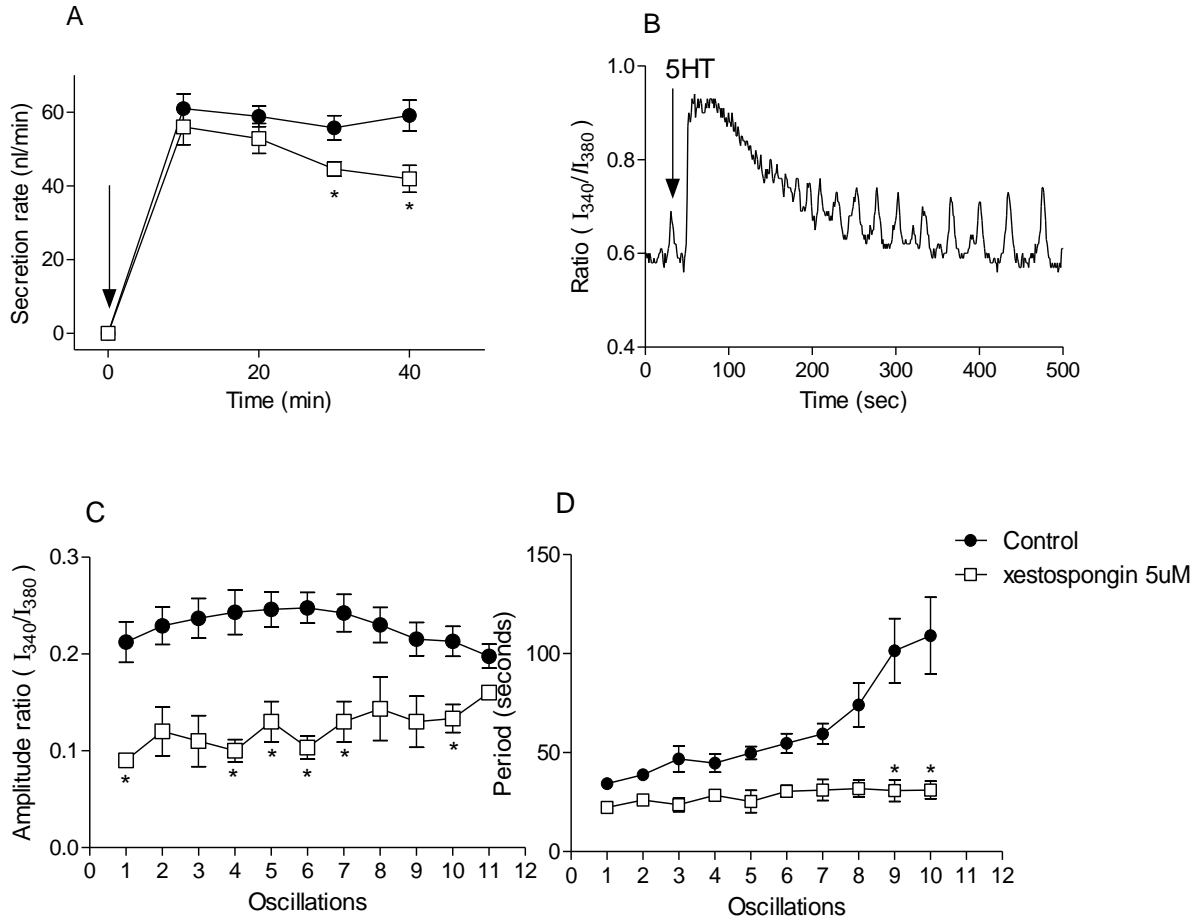 A
Secretion rate (nl/min)
60
40
20
0
0 20 40
Time (min)
*
*
B
5HT
Ratio ( I340/I380)
1.0
0.8
0.6
0.4
0 100 200 300 400 500
Time (sec)
C
Amplitude ratio ( I340/I380)
0.3
0.2
0.1
0.0
* * * * * *
0 1 2 3 4 5 6 7 8 9 10 11 12
Oscillations
D
Control
xestospongin 5uM
Period (seconds)
150
100
50
0
* *
0 1 2 3 4 5 6 7 8 9 10 11 12
Oscillations